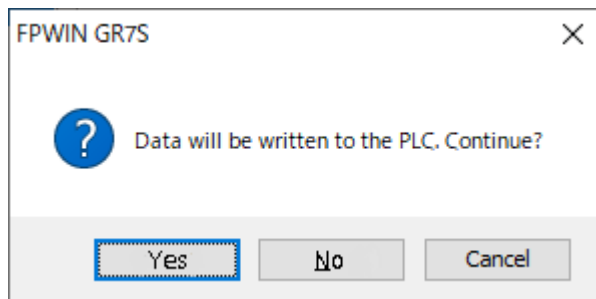 FPWIN GR7S
Data will be written to the PLC. Continue?
Yes
No
Cancel